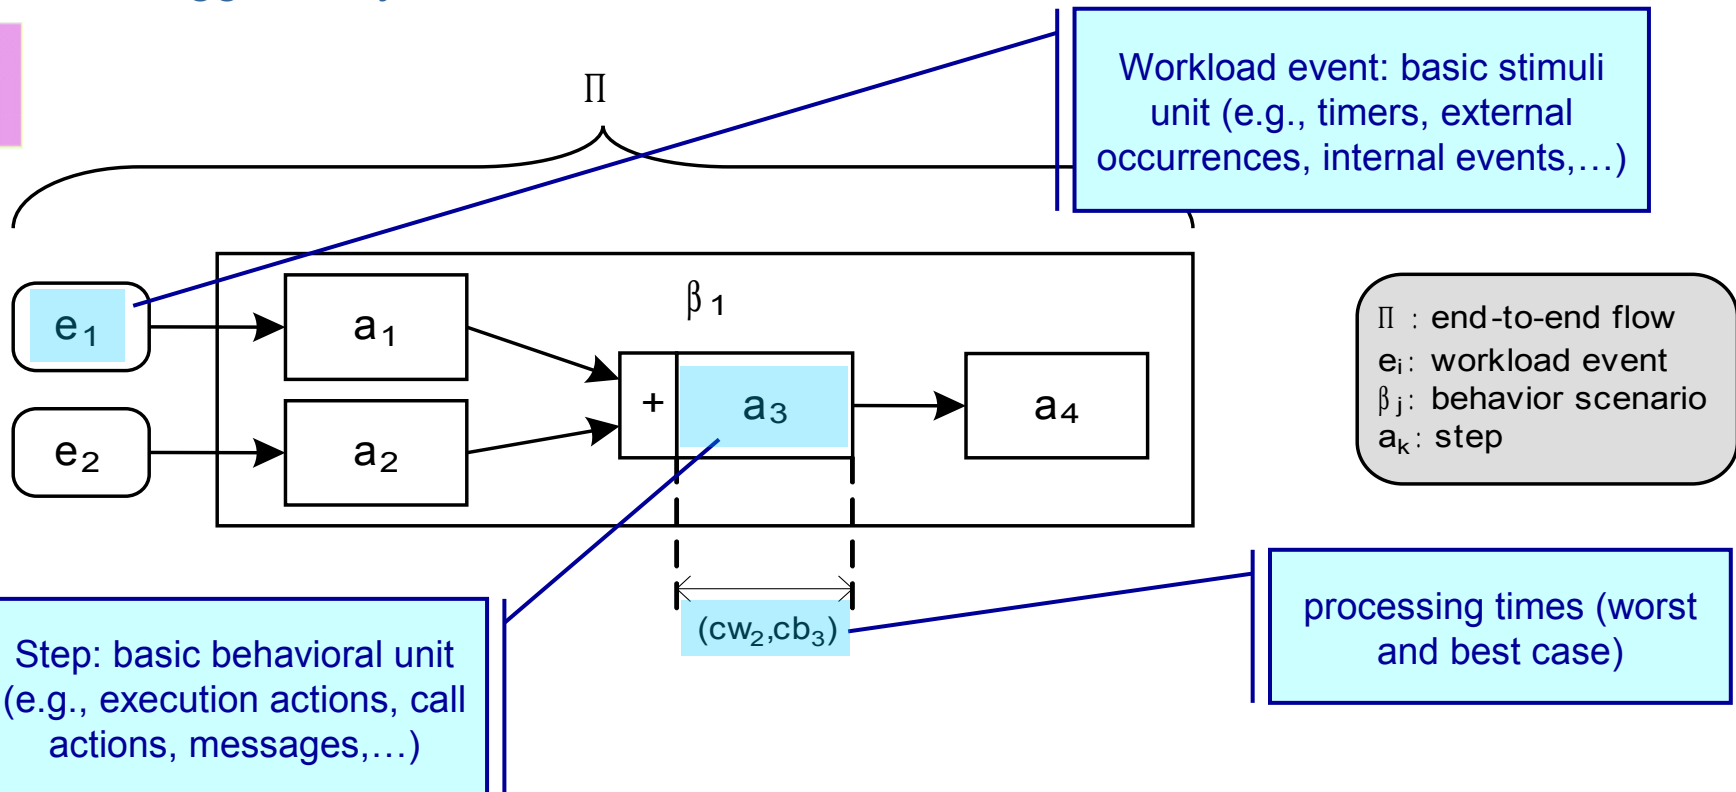 Workload event: basic stimuli
unit (e.g., timers, external
occurrences, internal events,…)
Π
e1
a1
β1
e2
a2
+
a3
a4
Π : end-to-end flow
ei: workload event
βj: behavior scenario
ak: step
(cw2,cb3)
processing times (worst
and best case)
Step: basic behavioral unit
(e.g., execution actions, call
actions, messages,…)